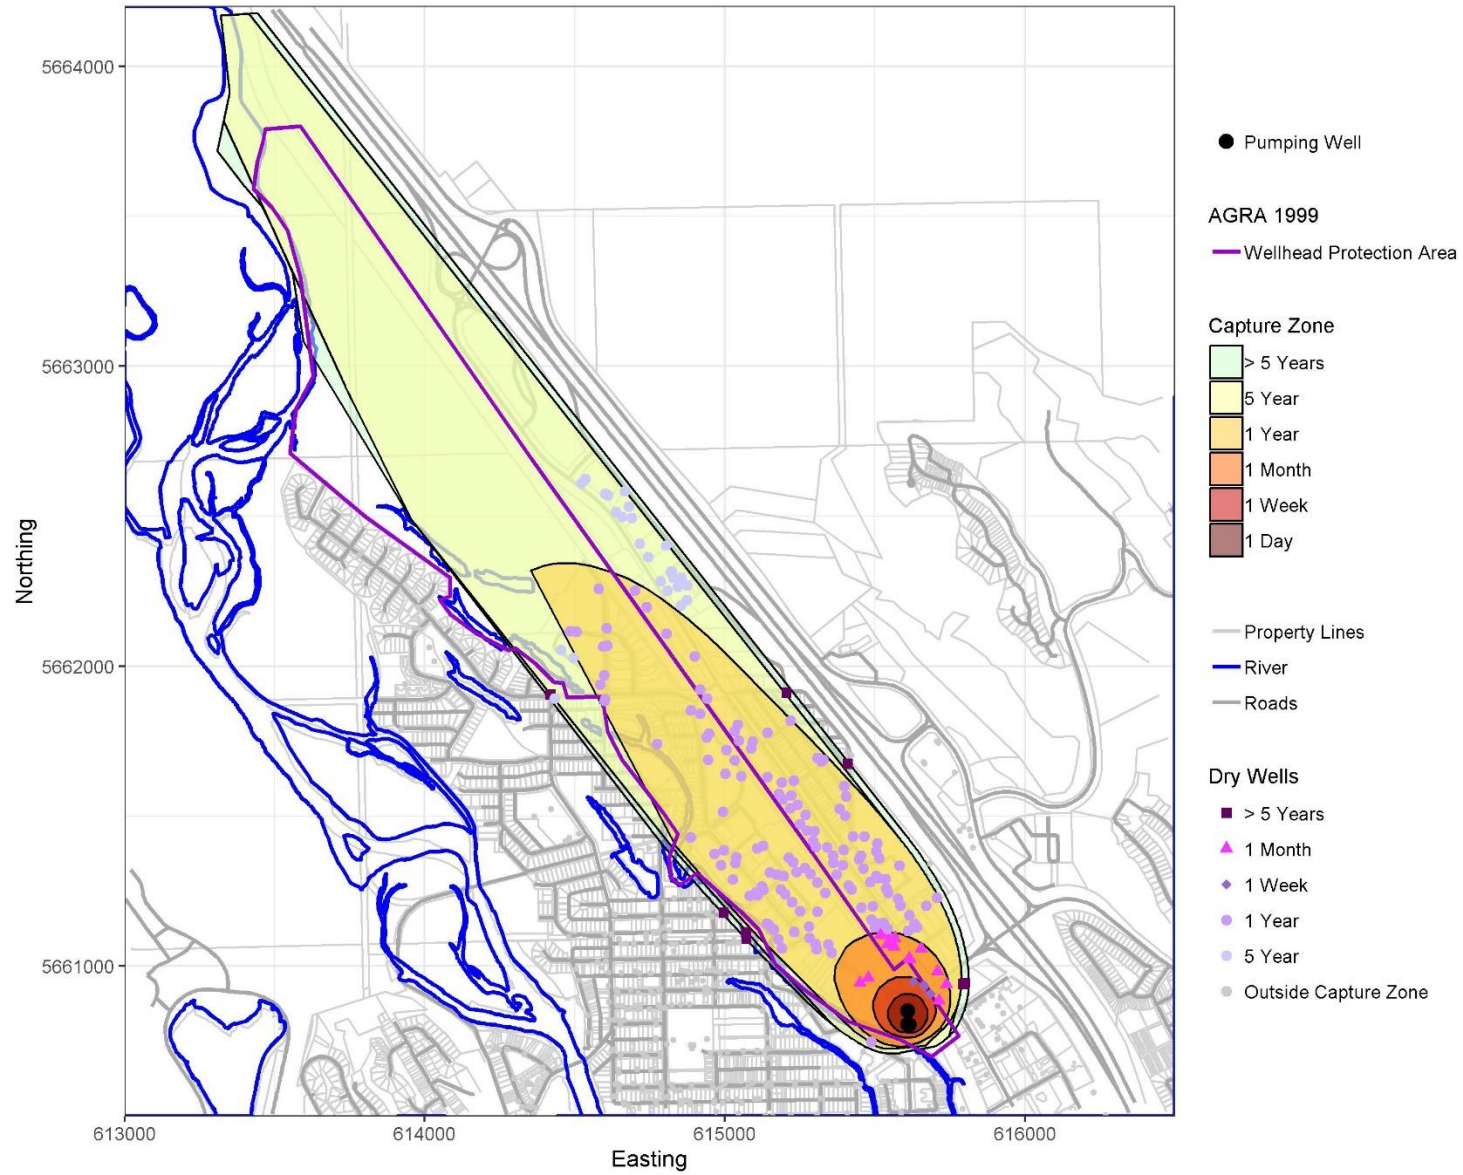 5664000
5663000
5662000
5661000
Northing
613000
614000
615000
616000
Easting
Pumping Well
AGRA 1999
Wellhead Protection Area
Capture Zone
> 5 Years
5 Year
1 Year
1 Month
1 Week
1 Day
Property Lines
River
Roads
Dry Wells
> 5 Years
1 Month
1 Week
1 Year
5 Year
Outside Capture Zone